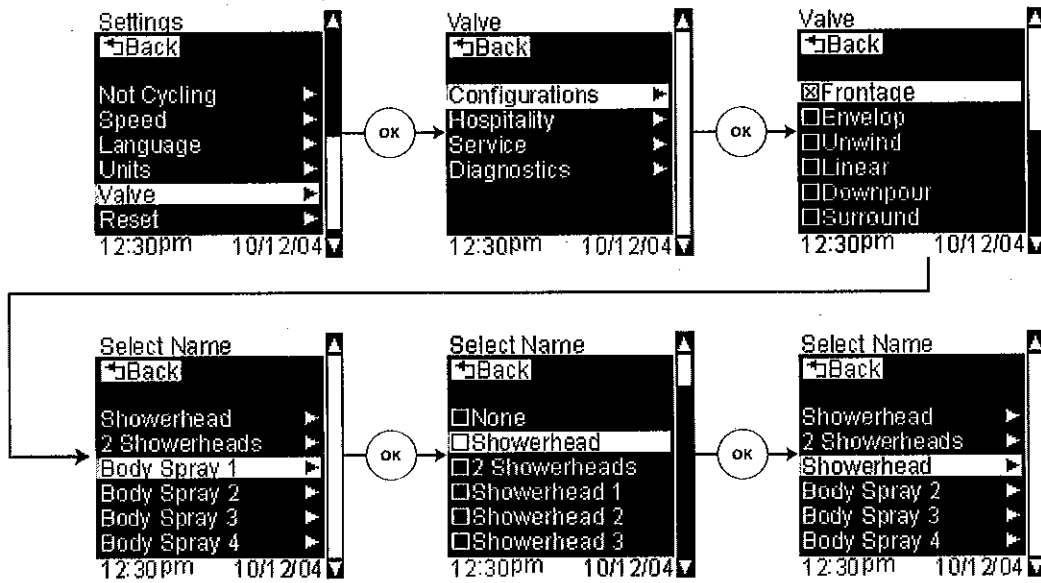 Settings
Back
Not Cycling
Speed
Language
Units
Valve
Reset
12:30pm 10/12/04
OK
Valve
Back
Configurations
Hospitality
Service
Diagnostics
12:30pm 10/12/04
OK
Valve
Back
Frontage
Envelop
Unwind
Linear
Downpour
Surround
12:30pm 10/12/04
Select Name
Back
Showerhead
2 Showerheads
Body Spray 1
Body Spray 2
Body Spray 3
Body Spray 4
12:30pm 10/12/04
OK
Select Name
Back
None
Showerhead
2 Showerheads
Showerhead 1
Showerhead 2
Showerhead 3
12:30pm 10/12/04
OK
Select Name
Back
Showerhead
2 Showerheads
Showerhead
Body Spray 2
Body Spray 3
Body Spray 4
12:30pm 10/12/04